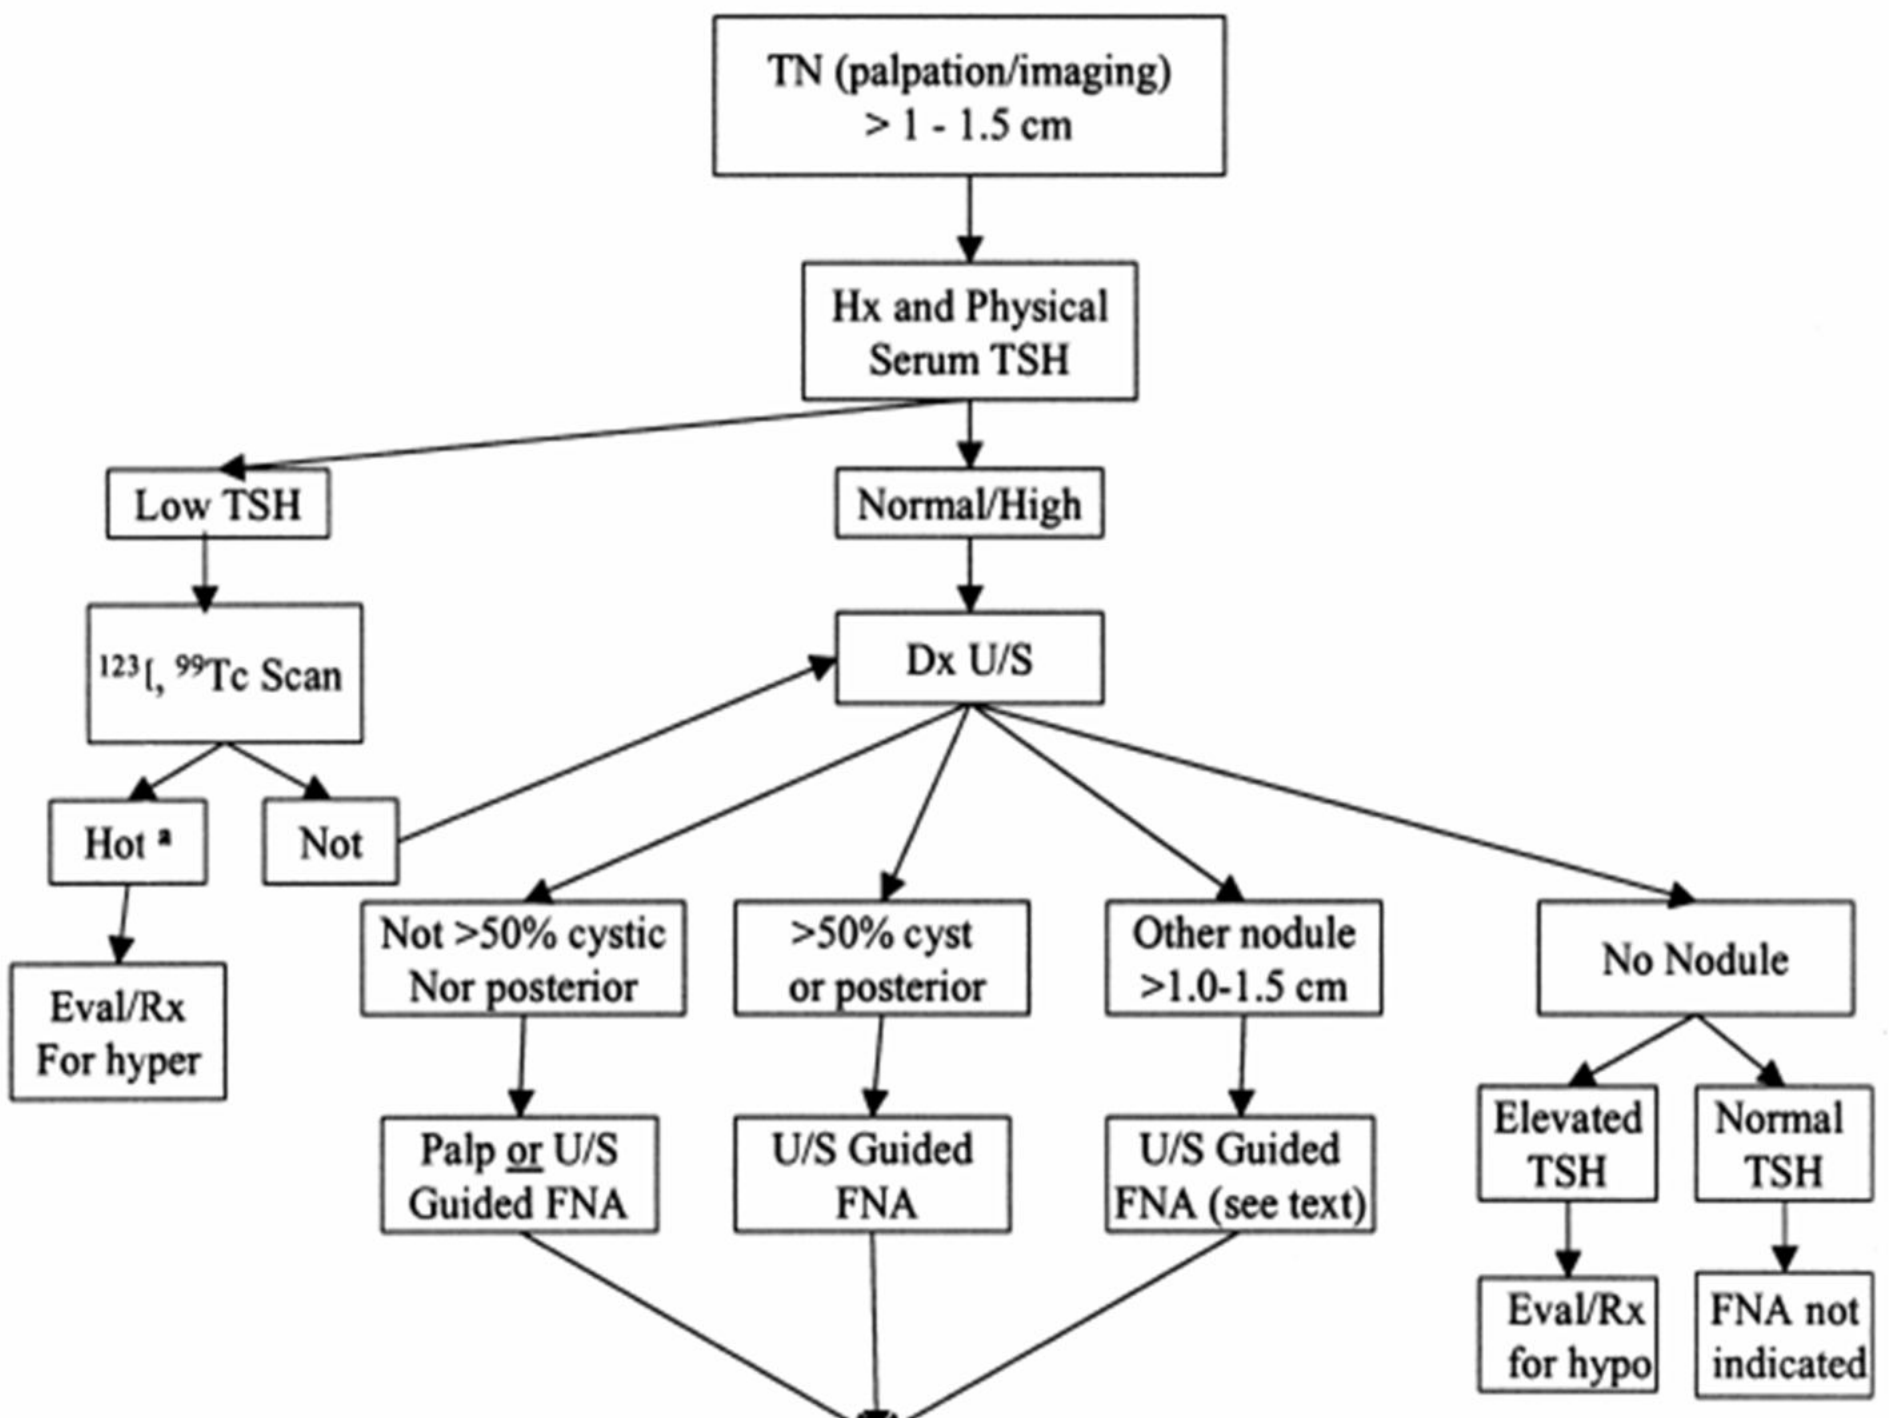 TN (palpation/imaging)
> 1 - 1.5 cm
Hx and Physical
Serum TSH
Low TSH
Normal/High
¹²³I, ⁹⁹Tc Scan
Dx U/S
Hot ᵃ
Not
Not >50% cystic
Nor posterior
>50% cyst
or posterior
Other nodule
>1.0-1.5 cm
No Nodule
Eval/Rx
For hyper
Palp or U/S
Guided FNA
U/S Guided
FNA
U/S Guided
FNA (see text)
Elevated
TSH
Normal
TSH
Eval/Rx
for hypo
FNA not
indicated